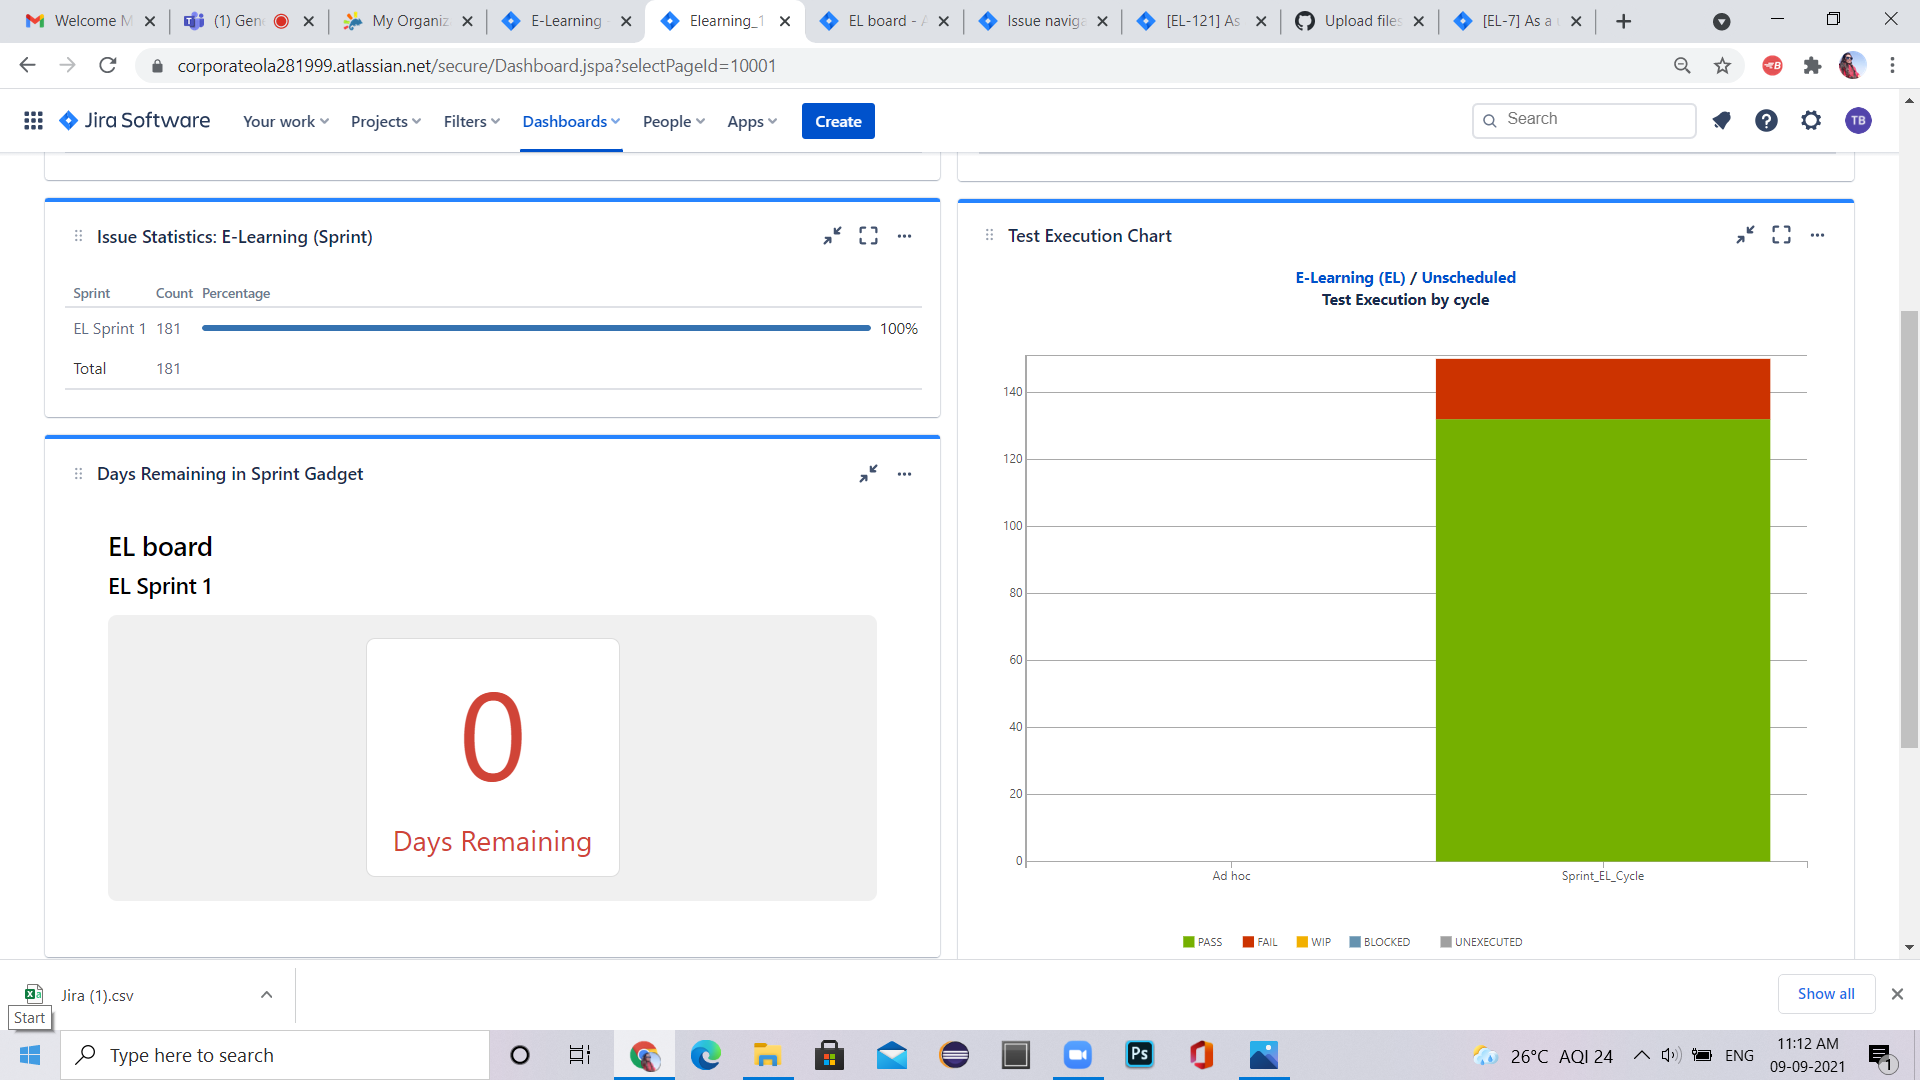 Welcome M
(1) Gene
My Organiz
E-Learning -
Elearning_1
EL board - A
Issue naviga
[EL-121] As
Upload files
[EL-7] As a u
corporateola281999.atlassian.net/secure/Dashboard.jspa?selectPageId=10001
Jira Software
Your work
Projects
Filters
Dashboards
People
Apps
Create
Search
TB
Issue Statistics: E-Learning (Sprint)
Sprint Count Percentage
EL Sprint 1 181 100%
Total 181
Days Remaining in Sprint Gadget
EL board
EL Sprint 1
0
Days Remaining
Test Execution Chart
E-Learning (EL) / Unscheduled
Test Execution by cycle
140
120
100
80
60
40
20
0
Ad hoc Sprint_EL_Cycle
PASS FAIL WIP BLOCKED UNEXECUTED
Jira (1).csv
Show all
Start
Type here to search
Ps
26°C AQI 24
ENG
11:12 AM
09-09-2021
1